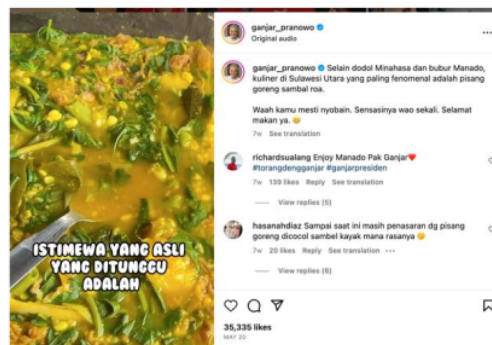 ISTIMEWA YANG ASLI
YANG DITUNGGU
ADALAH
ganjar_pranowo
Original audio
ganjar_pranowo Selain dodol Minahasa dan bubur Manado,
kuliner di Sulawesi Utara yang paling fenomenal adalah pisang
goreng sambal roa.
Waah kamu mesti nyobain. Sensasinya wao sekali. Selamat
makan ya.
7w See translation
richardsualang Enjoy Manado Pak Ganjar
#torangdengganjar #ganjarpresiden
7w 139 likes Reply See translation
View replies (5)
hasanahdiaz Sampai saat ini masih penasaran dg pisang
goreng dicocol sambel kayak mana rasanya
7w 20 likes Reply See translation
View replies (6)
35,335 likes
MAY 20